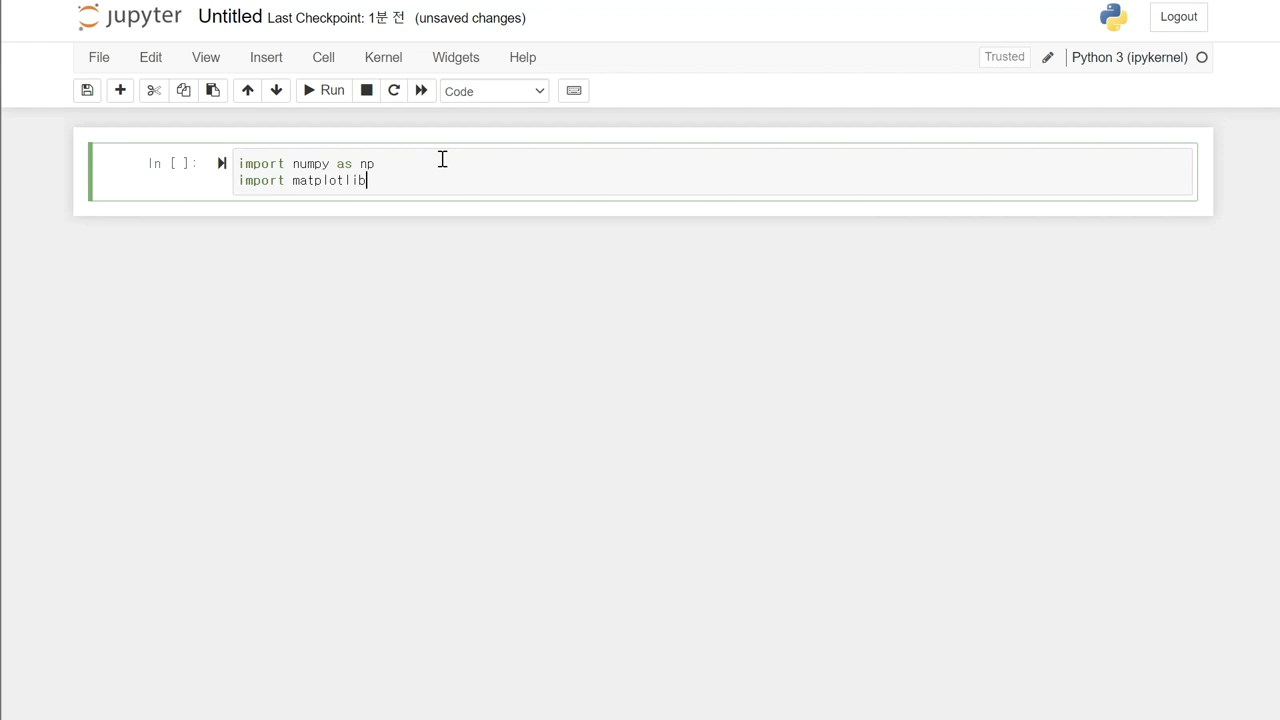 jupyter Untitled Last Checkpoint: 1분 전 (unsaved changes) Logout
File Edit View Insert Cell Kernel Widgets Help Trusted Python 3 (ipykernel)
Run Code
In [ ]: import numpy as np
import matplotlib